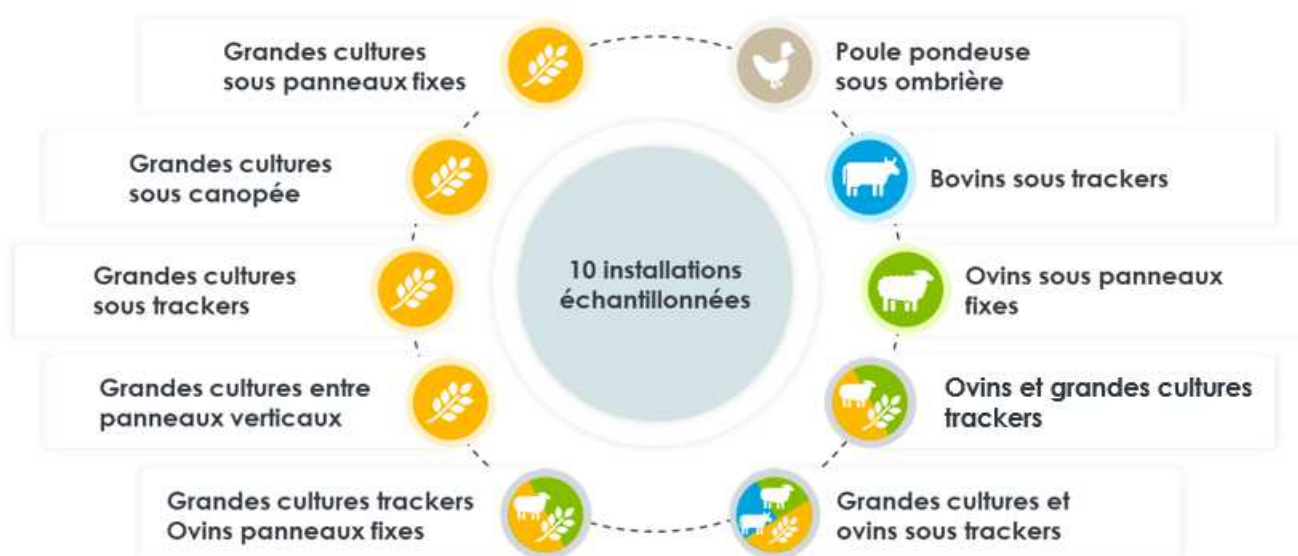 Grandes cultures
sous panneaux fixes
Poule pondeuse
sous ombrière
Grandes cultures
sous canopée
Bovins sous trackers
Grandes cultures
sous trackers
10 installations
échantillonnées
Ovins sous panneaux
fixes
Grandes cultures entre
panneaux verticaux
Ovins et grandes cultures
trackers
Grandes cultures trackers
Ovins panneaux fixes
Grandes cultures et
ovins sous trackers